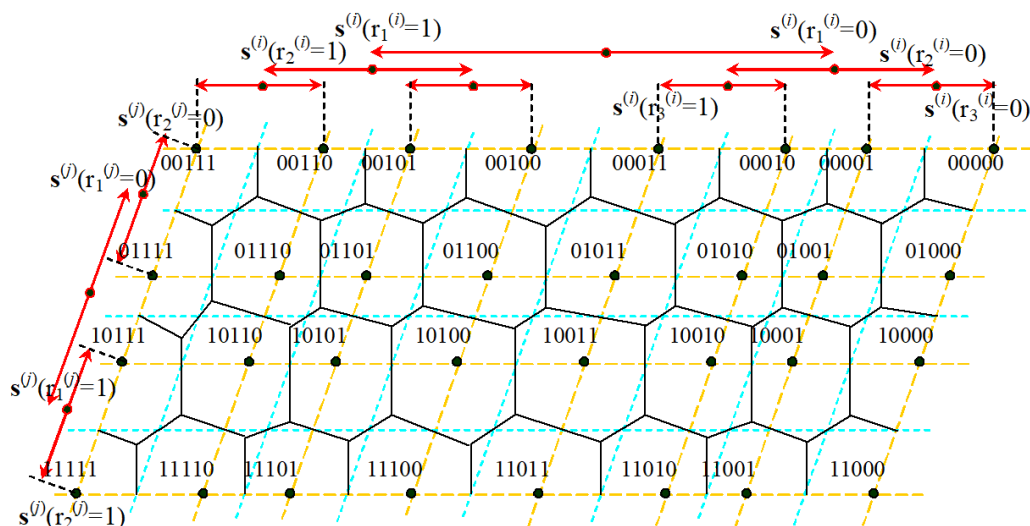 s^(i)(r₁^(i)=1) s^(i)(r₁^(i)=0)
s^(i)(r₂^(i)=1) s^(i)(r₂^(i)=0)
s^(i)(r₃^(i)=1) s^(i)(r₃^(i)=0)
s^(j)(r₂^(j)=0)
00111 00110 00101 00100 00011 00010 00001 00000
s^(j)(r₁^(j)=0)
01111 01110 01101 01100 01011 01010 01001 01000
10111 10110 10101 10100 10011 10010 10001 10000
s^(j)(r₁^(j)=1)
11111 11110 11101 11100 11011 11010 11001 11000
s^(j)(r₂^(j)=1)